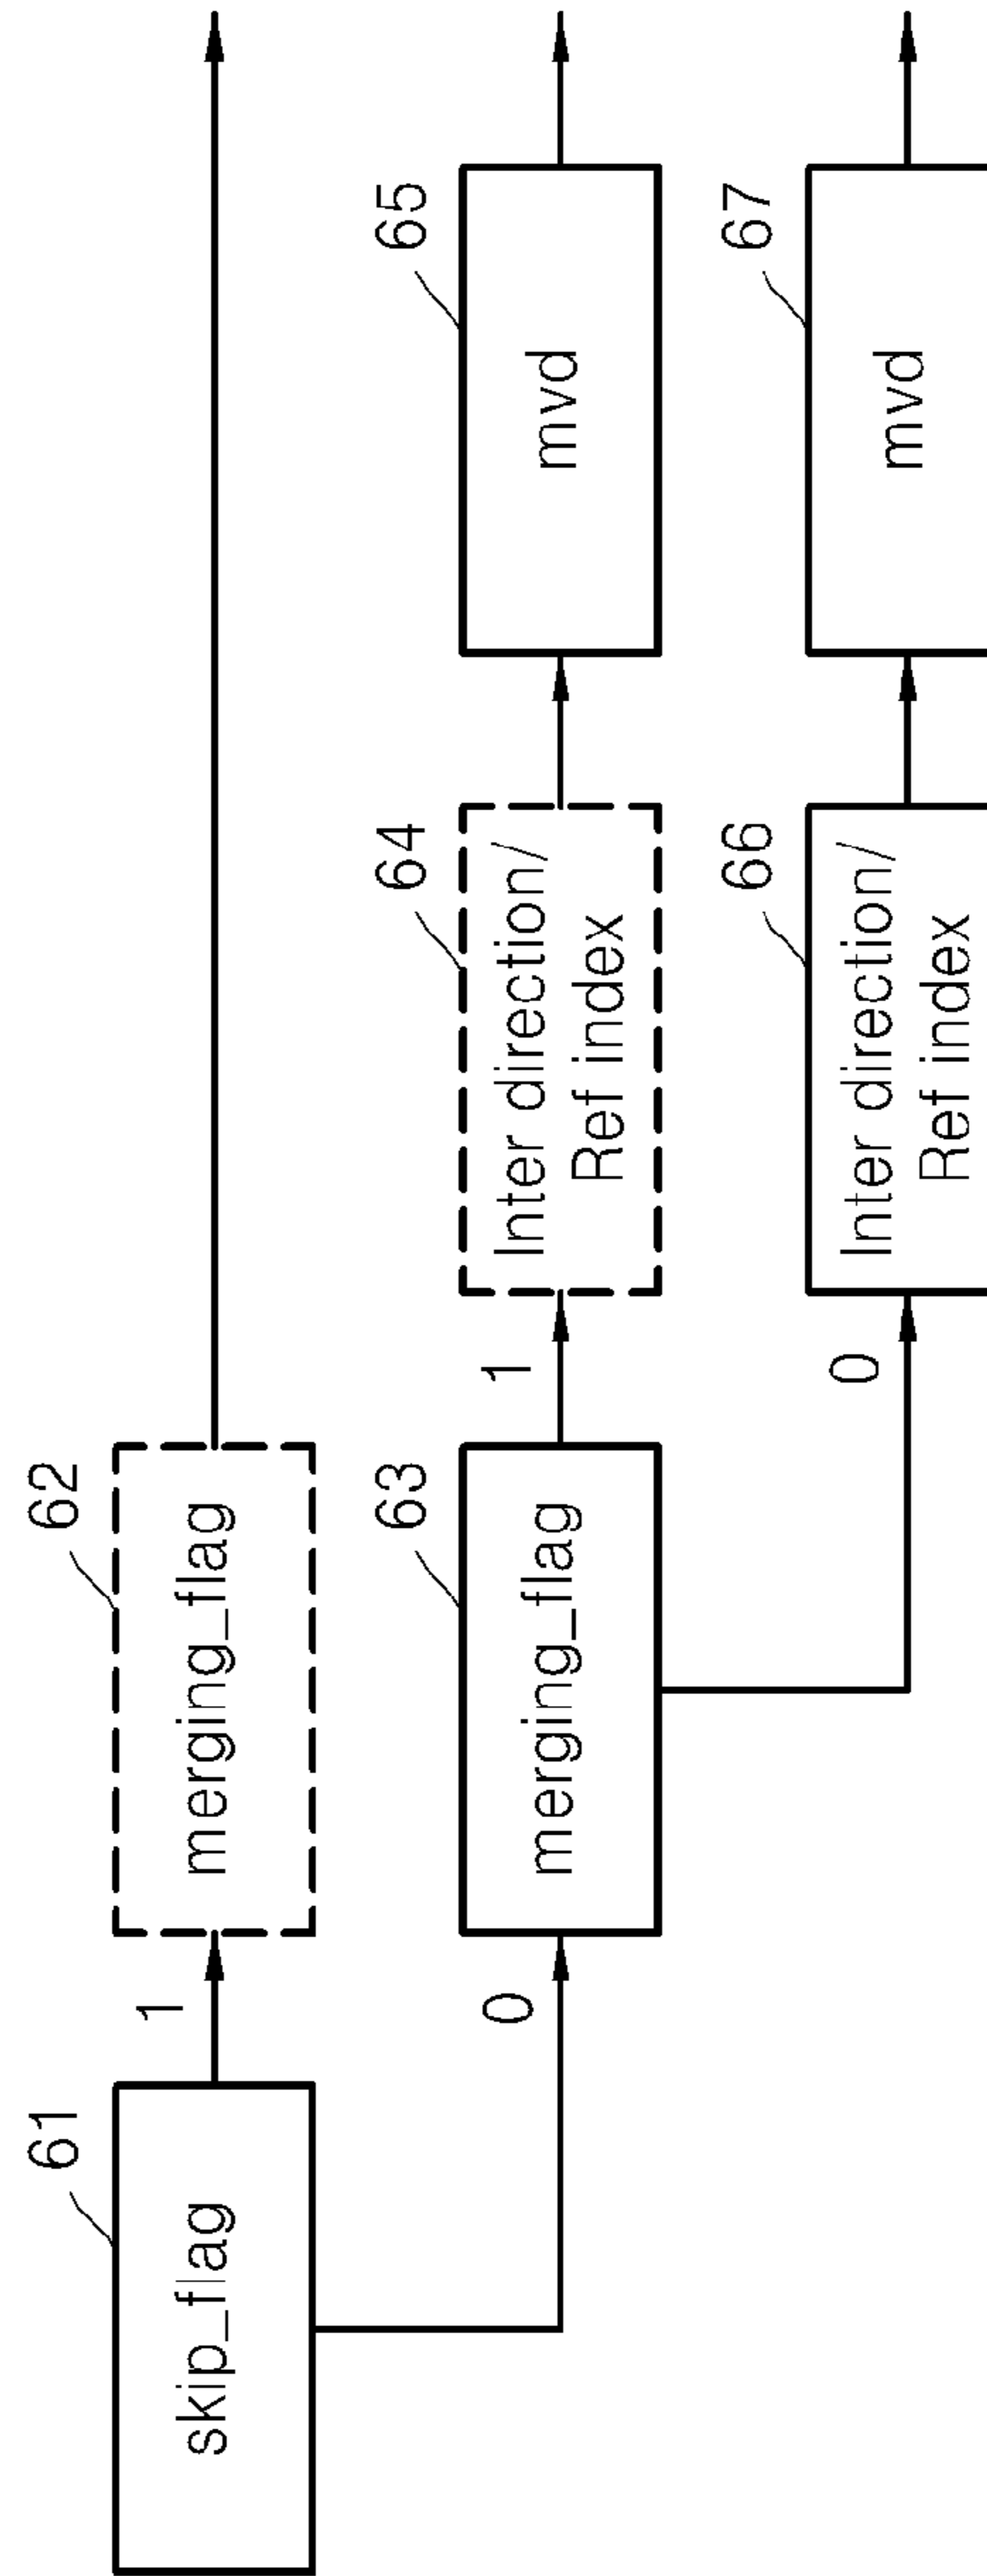 61
skip_flag
1
62
merging_flag
0
63
merging_flag
1
64
Inter direction/
Ref index
65
mvd
0
66
Inter direction/
Ref index
67
mvd